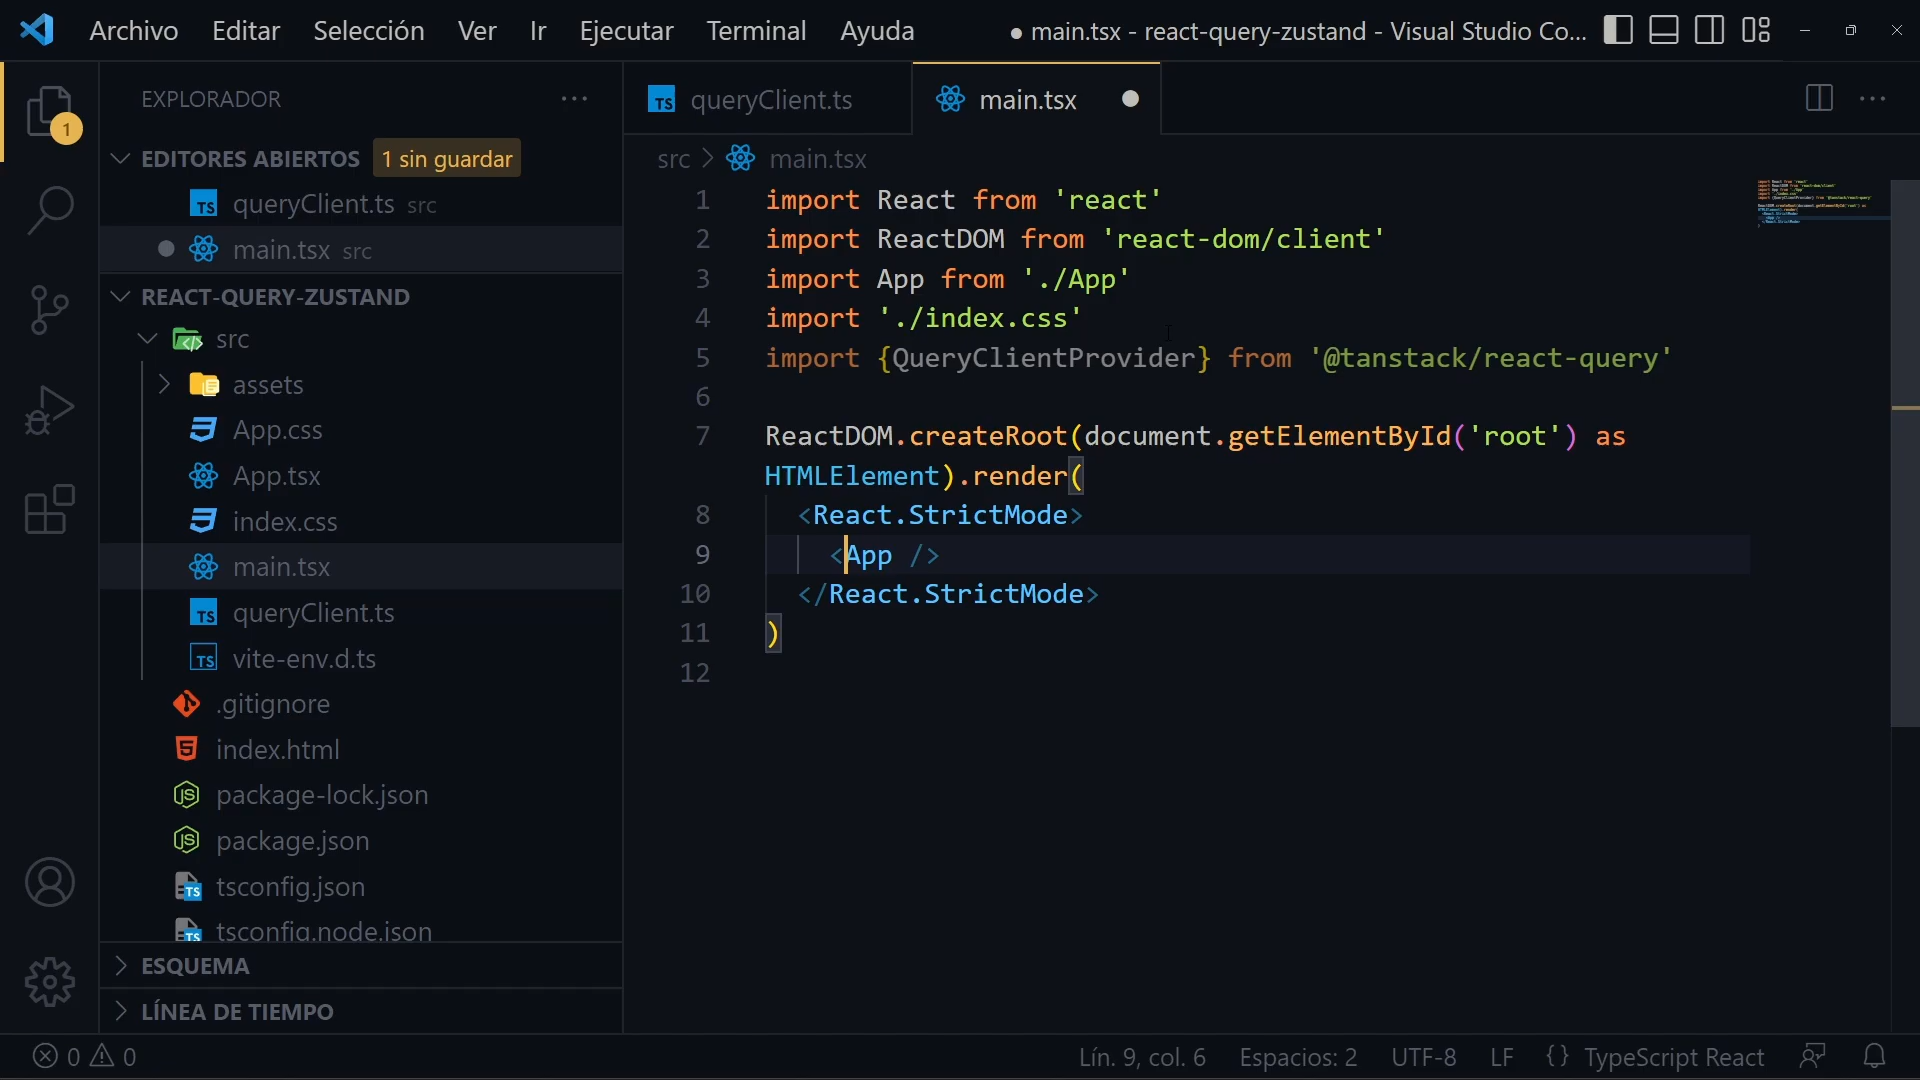 Archivo Editar Selección Ver Ir Ejecutar Terminal Ayuda ● main.tsx - react-query-zustand - Visual Studio Co...
EXPLORADOR
1
EDITORES ABIERTOS 1 sin guardar
queryClient.ts src
main.tsx src
REACT-QUERY-ZUSTAND
src
assets
App.css
App.tsx
index.css
main.tsx
queryClient.ts
vite-env.d.ts
.gitignore
index.html
package-lock.json
package.json
tsconfig.json
tsconfig.node.json
ESQUEMA
LÍNEA DE TIEMPO
queryClient.ts main.tsx
src > main.tsx
1 import React from 'react'
2 import ReactDOM from 'react-dom/client'
3 import App from './App'
4 import './index.css'
5 import {QueryClientProvider} from '@tanstack/react-query'
6
7 ReactDOM.createRoot(document.getElementById('root') as
HTMLElement).render(
8 <React.StrictMode>
9 <App />
10 </React.StrictMode>
11 )
12
0 0 Lín. 9, col. 6 Espacios: 2 UTF-8 LF {} TypeScript React